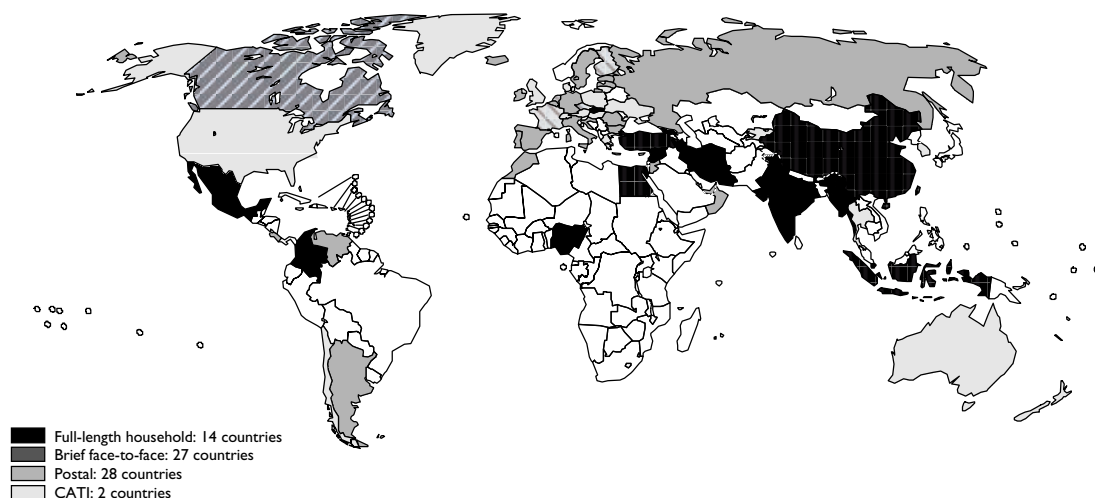 Full-length household: 14 countries
Brief face-to-face: 27 countries
Postal: 28 countries
CATI: 2 countries